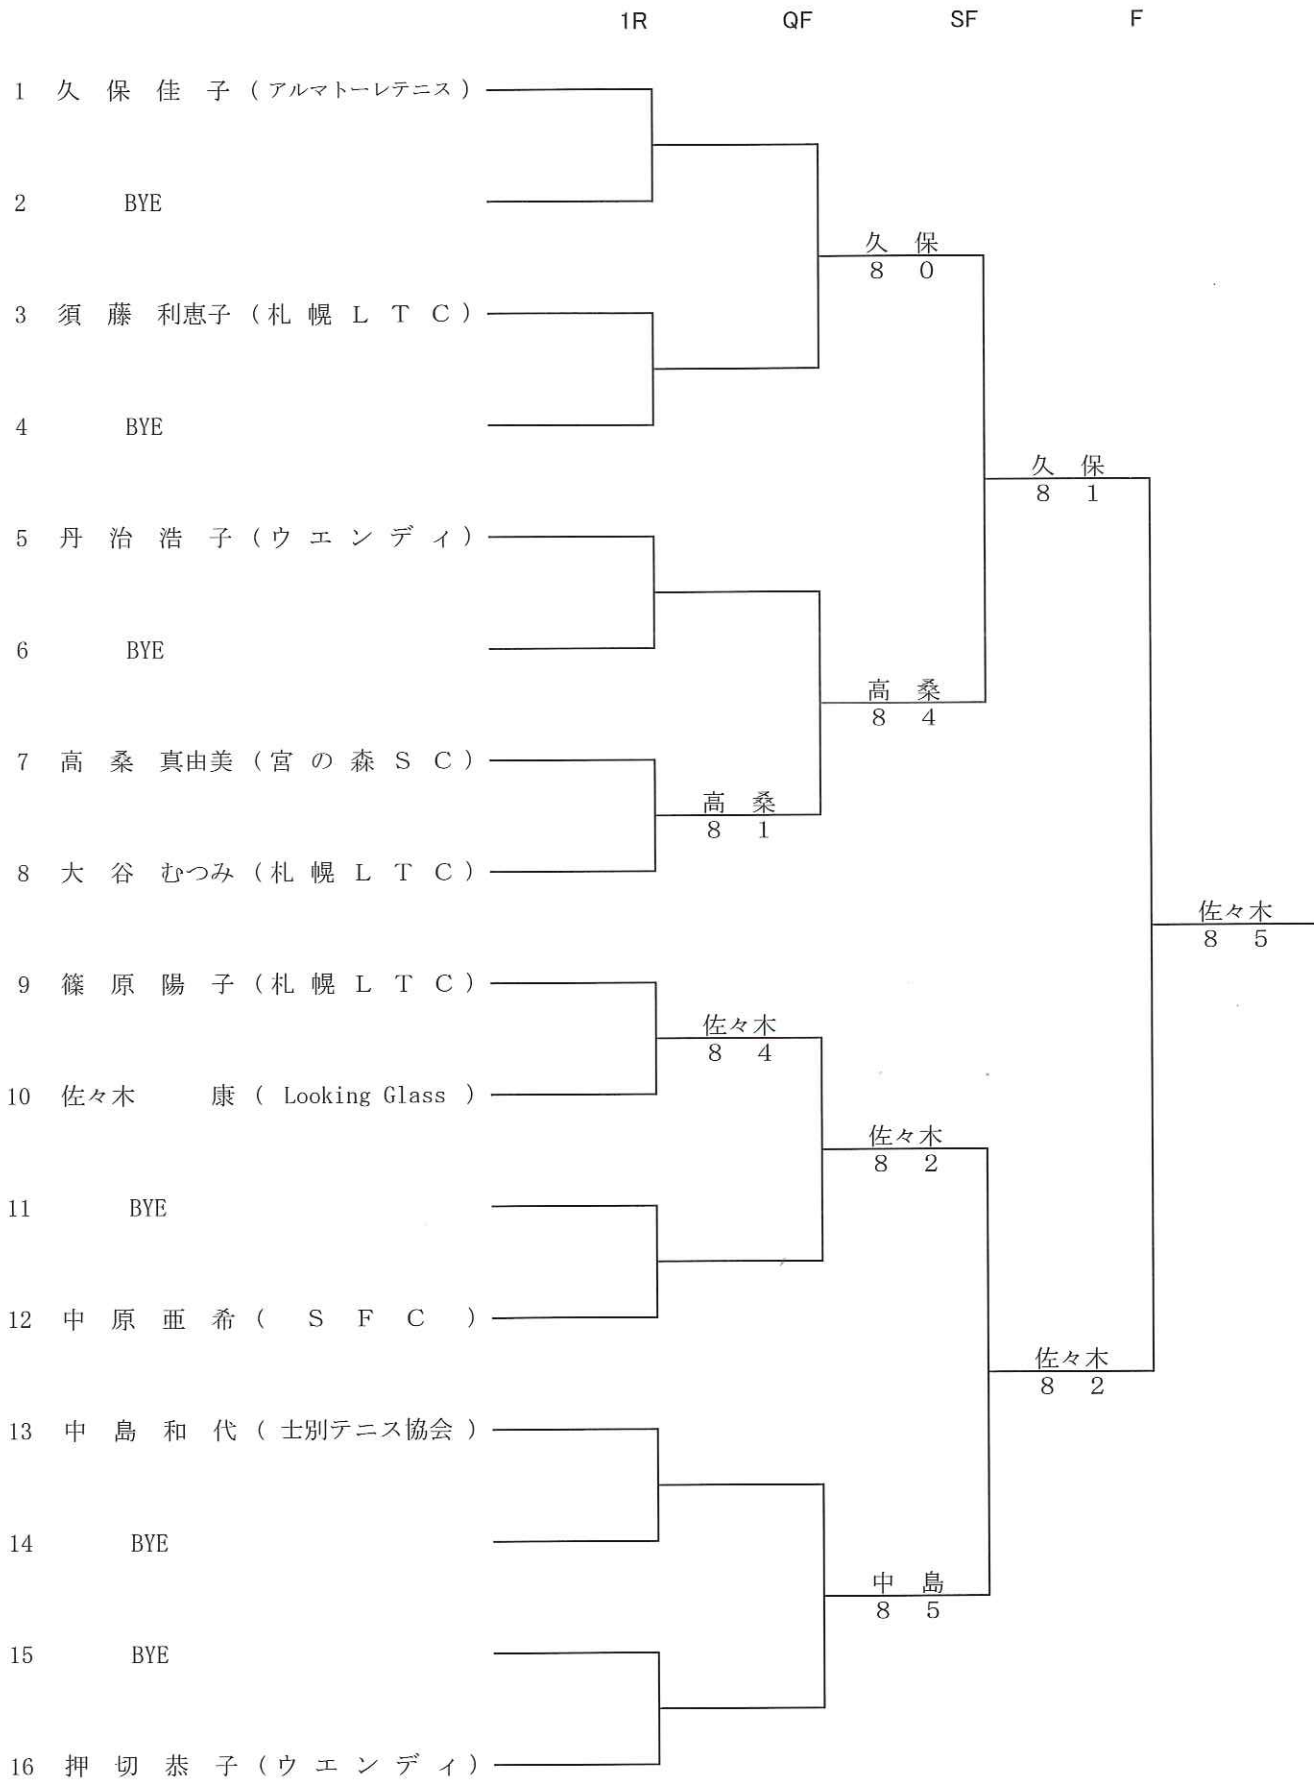 1R QF SF F
1 久 保 佳 子 ( アルマトーレテニス )
2 BYE
久 保
8 0
3 須 藤 利恵子 ( 札 幌 L T C )
4 BYE
久 保
8 1
5 丹 治 浩 子 ( ウ エ ン デ ィ )
6 BYE
高 桑
8 4
7 高 桑 真由美 ( 宮 の 森 S C )
高 桑
8 1
8 大 谷 むつみ ( 札 幌 L T C )
佐々木
8 5
9 篠 原 陽 子 ( 札 幌 L T C )
佐々木
8 4
10 佐々木 康 ( Looking Glass )
佐々木
8 2
11 BYE
12 中 原 亜 希 ( S F C )
佐々木
8 2
13 中 島 和 代 ( 士別テニス協会 )
14 BYE
中 島
8 5
15 BYE
16 押 切 恭 子 ( ウ エ ン デ ィ )